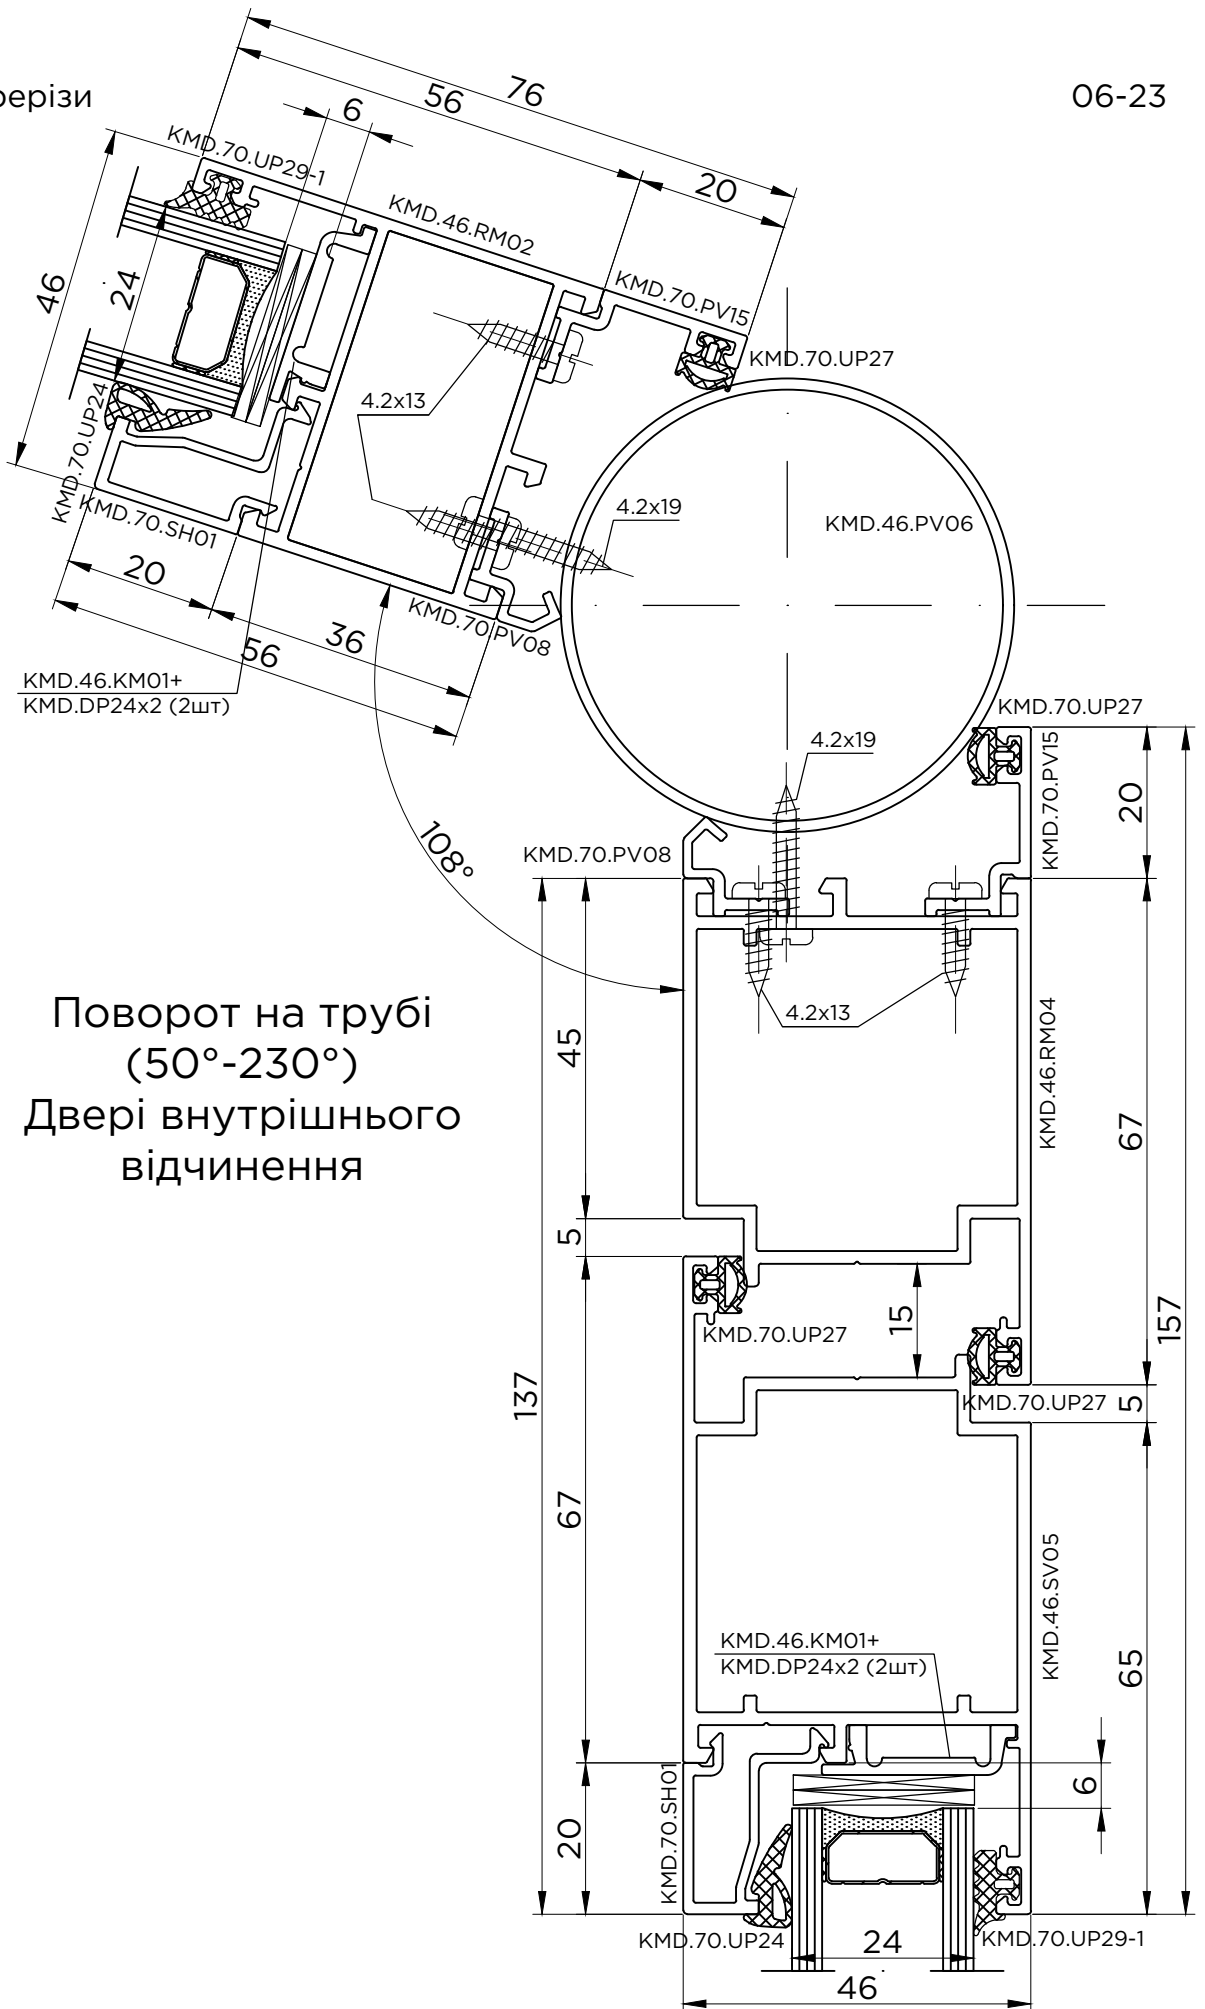 рерізи
06-23
76
56
6
20
KMD.70.UP29-1
KMD.46.RM02
KMD.70.PV15
KMD.70.UP27
46
24
4.2x13
4.2x19
KMD.46.PV06
KMD.70.UP24
KMD.70.SH01
20
36
56
KMD.70.PV08
KMD.46.KM01+
KMD.DP24x2 (2шт)
KMD.70.UP27
4.2x19
KMD.70.PV15
20
108°
KMD.70.PV08
4.2x13
Поворот на трубі
(50°-230°)
Двері внутрішнього
відчинення
45
KMD.46.RM04
67
5
15
157
KMD.70.UP27
137
KMD.70.UP27
5
67
KMD.46.SV05
KMD.46.KM01+
KMD.DP24x2 (2шт)
65
6
KMD.70.SH01
20
KMD.70.UP24
24
KMD.70.UP29-1
46